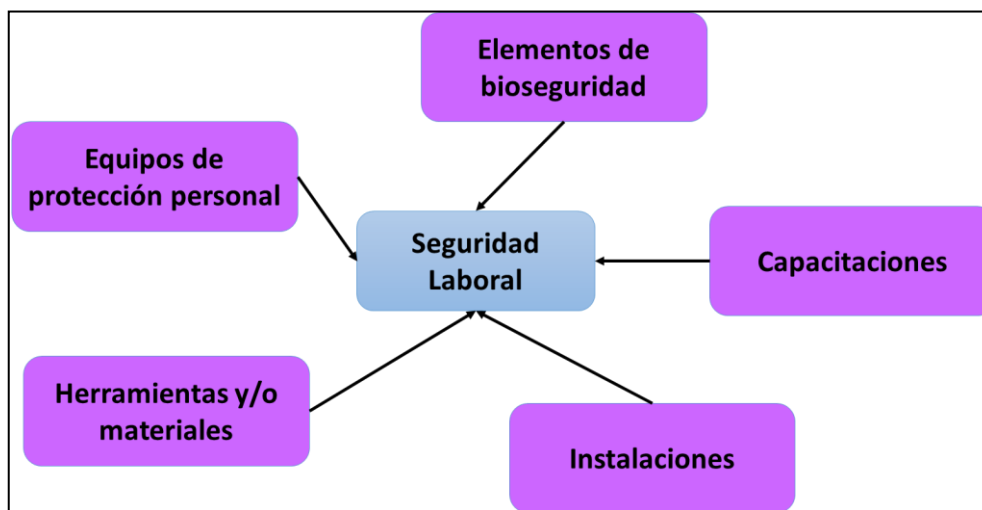 Elementos de
bioseguridad
Equipos de
protección personal
Seguridad
Laboral
Capacitaciones
Herramientas y/o
materiales
Instalaciones